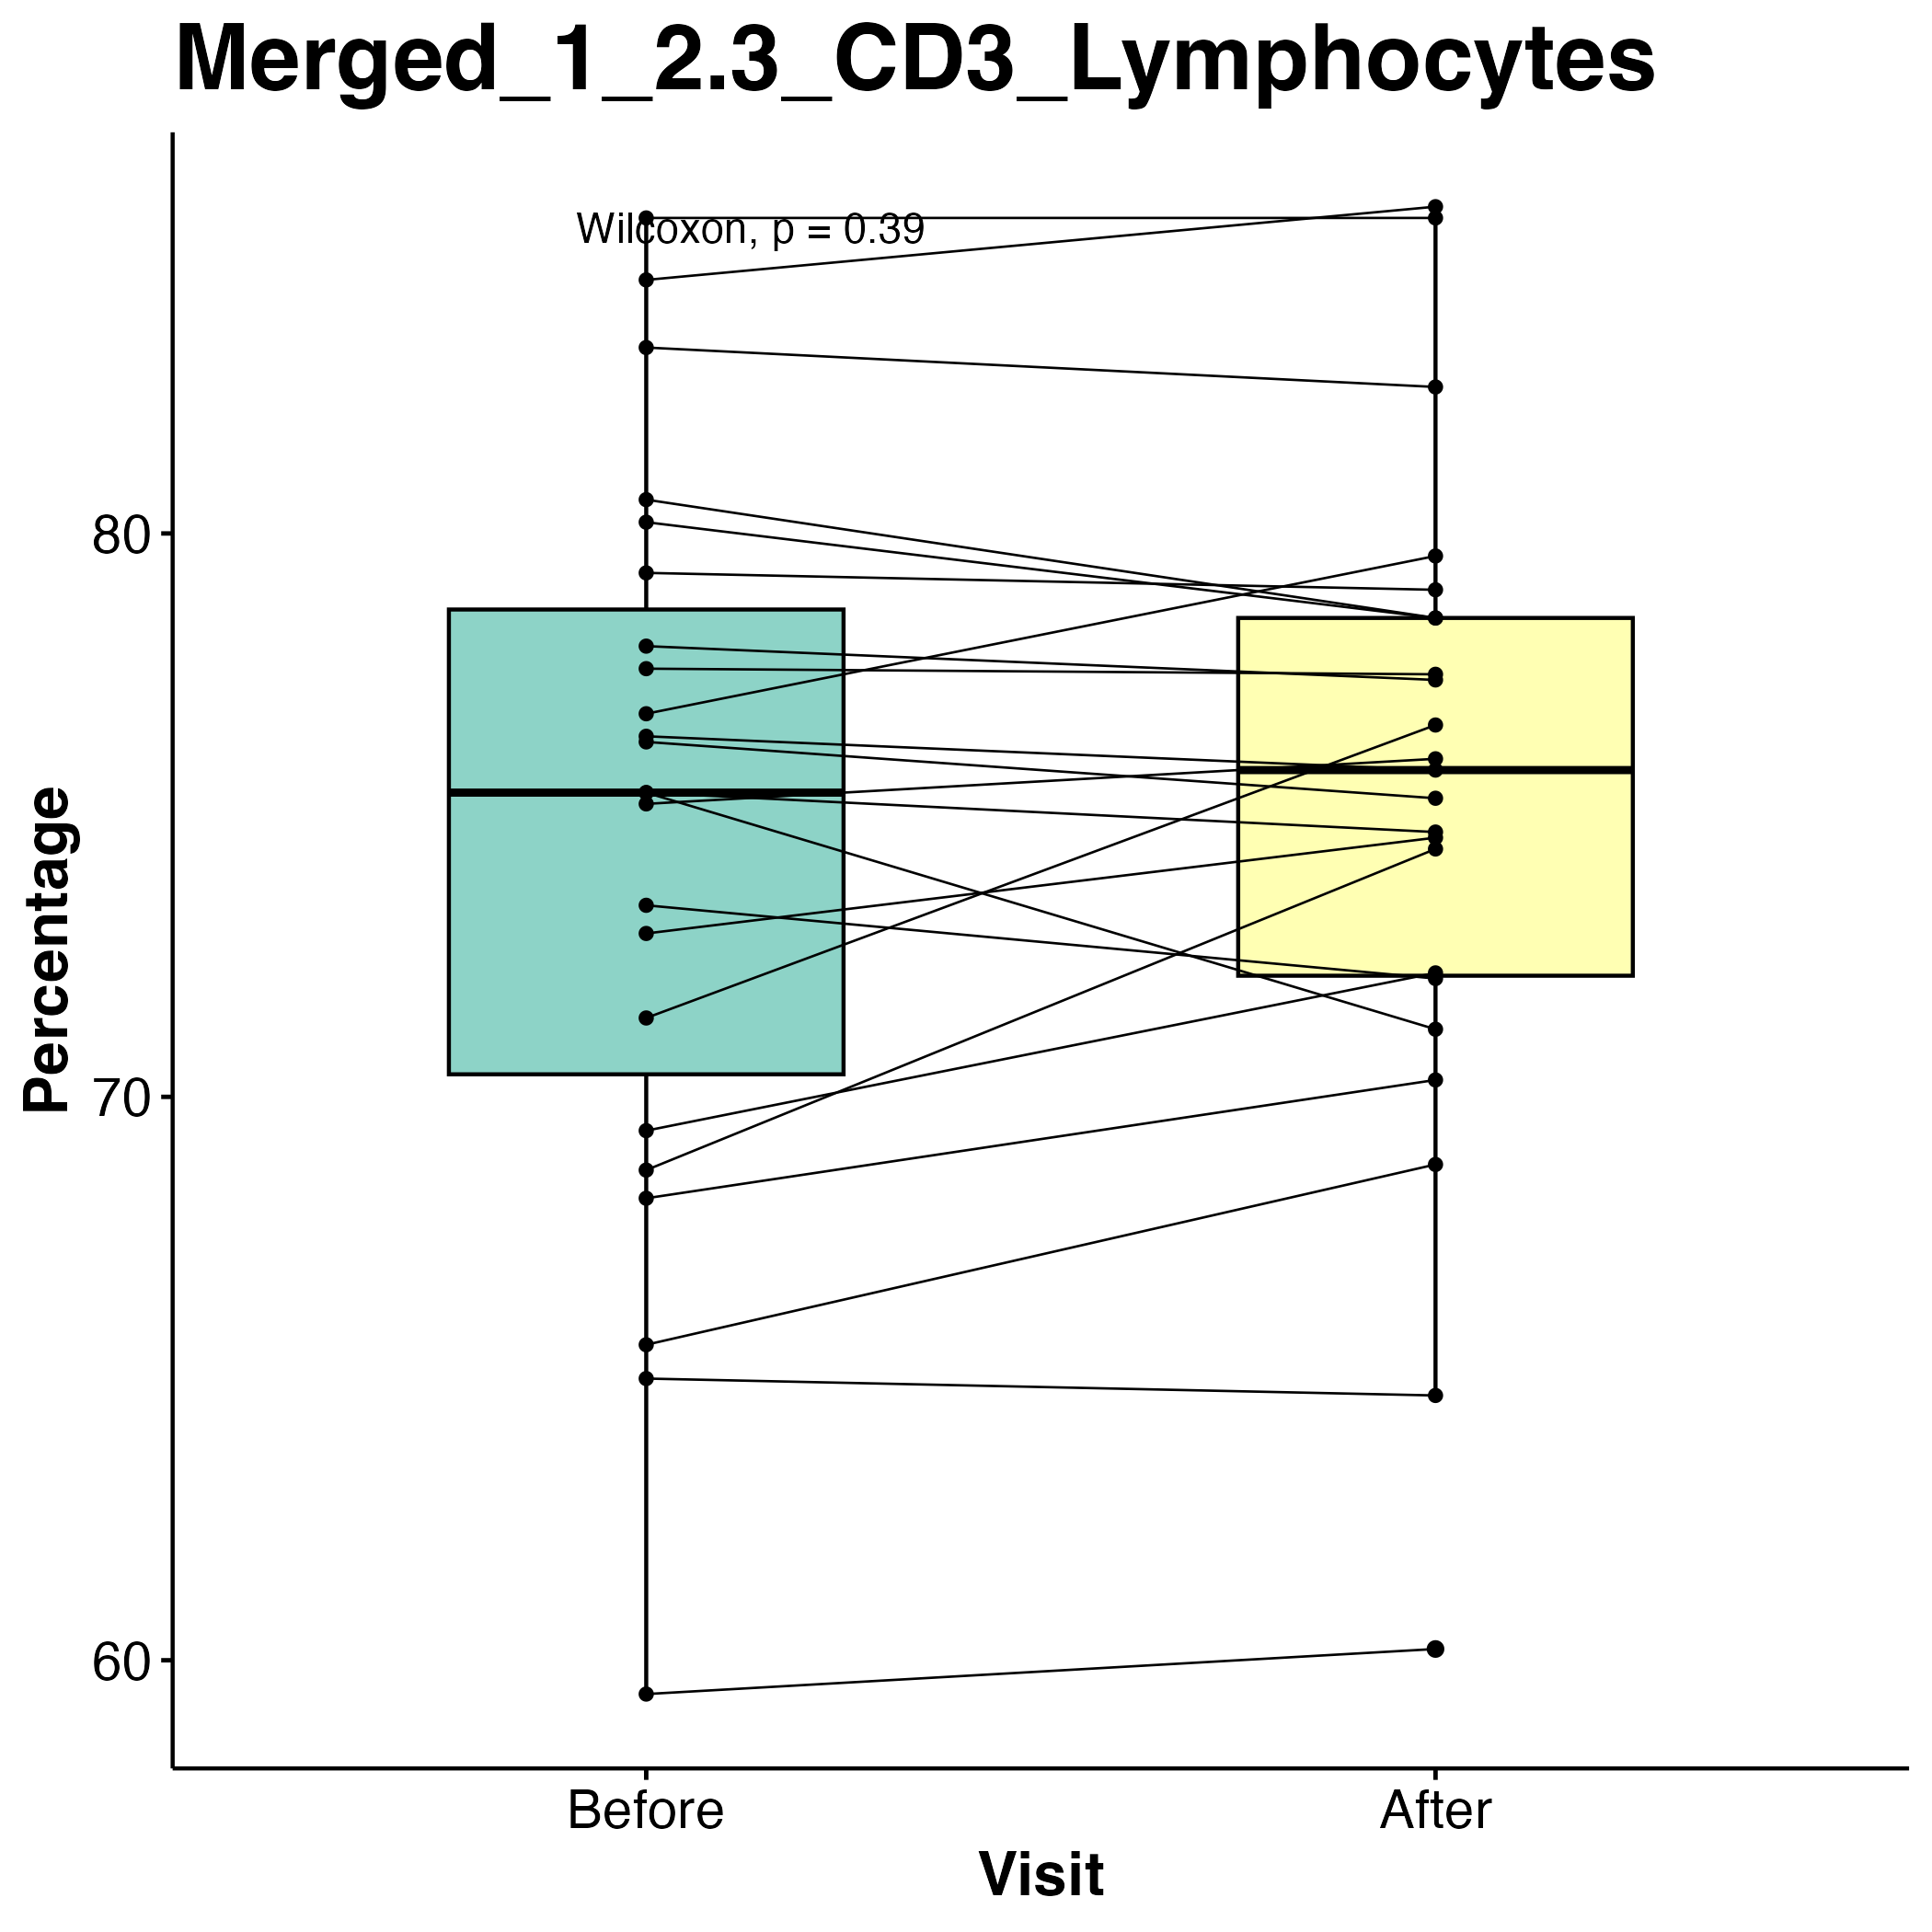 Merged_1_2.3_CD3_Lymphocytes
Wilcoxon, p = 0.39
80
70
60
Percentage
Before After
Visit